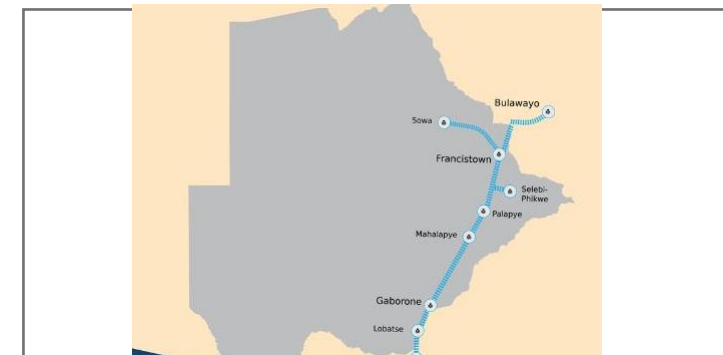 Bulawayo
Sowa
Francistown
Selebi-
Phikwe
Palapye
Mahalapye
Gaborone
Lobatse